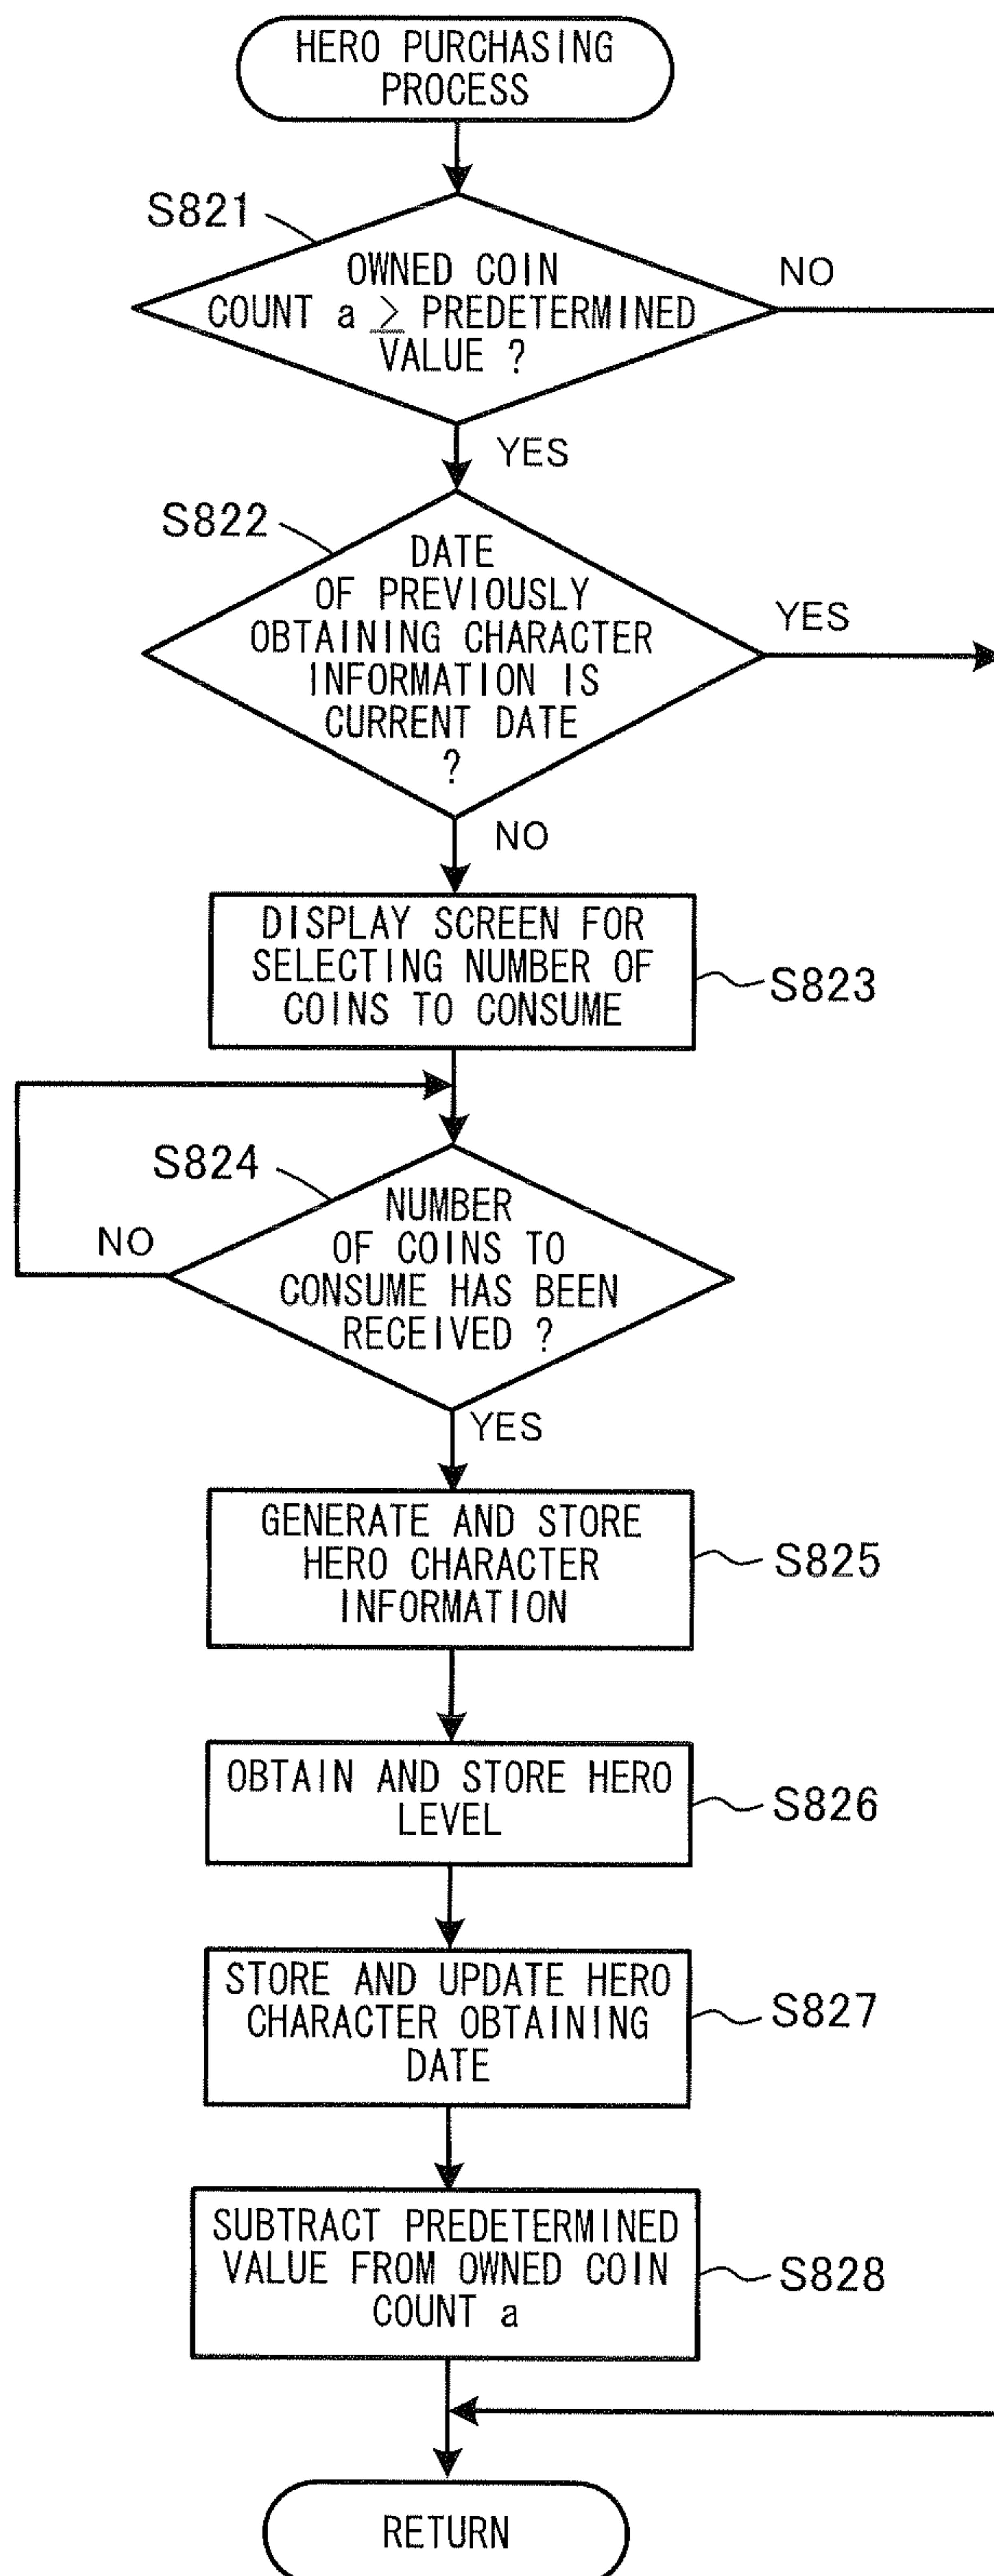 HERO PURCHASING
PROCESS
S821
OWNED COIN
COUNT a ≥ PREDETERMINED
VALUE ?
NO
YES
S822
DATE
OF PREVIOUSLY
OBTAINING CHARACTER
INFORMATION IS
CURRENT DATE
?
YES
NO
DISPLAY SCREEN FOR
SELECTING NUMBER OF
COINS TO CONSUME
S823
S824
NUMBER
OF COINS TO
CONSUME HAS BEEN
RECEIVED ?
NO
YES
GENERATE AND STORE
HERO CHARACTER
INFORMATION
S825
OBTAIN AND STORE HERO
LEVEL
S826
STORE AND UPDATE HERO
CHARACTER OBTAINING
DATE
S827
SUBTRACT PREDETERMINED
VALUE FROM OWNED COIN
COUNT a
S828
RETURN